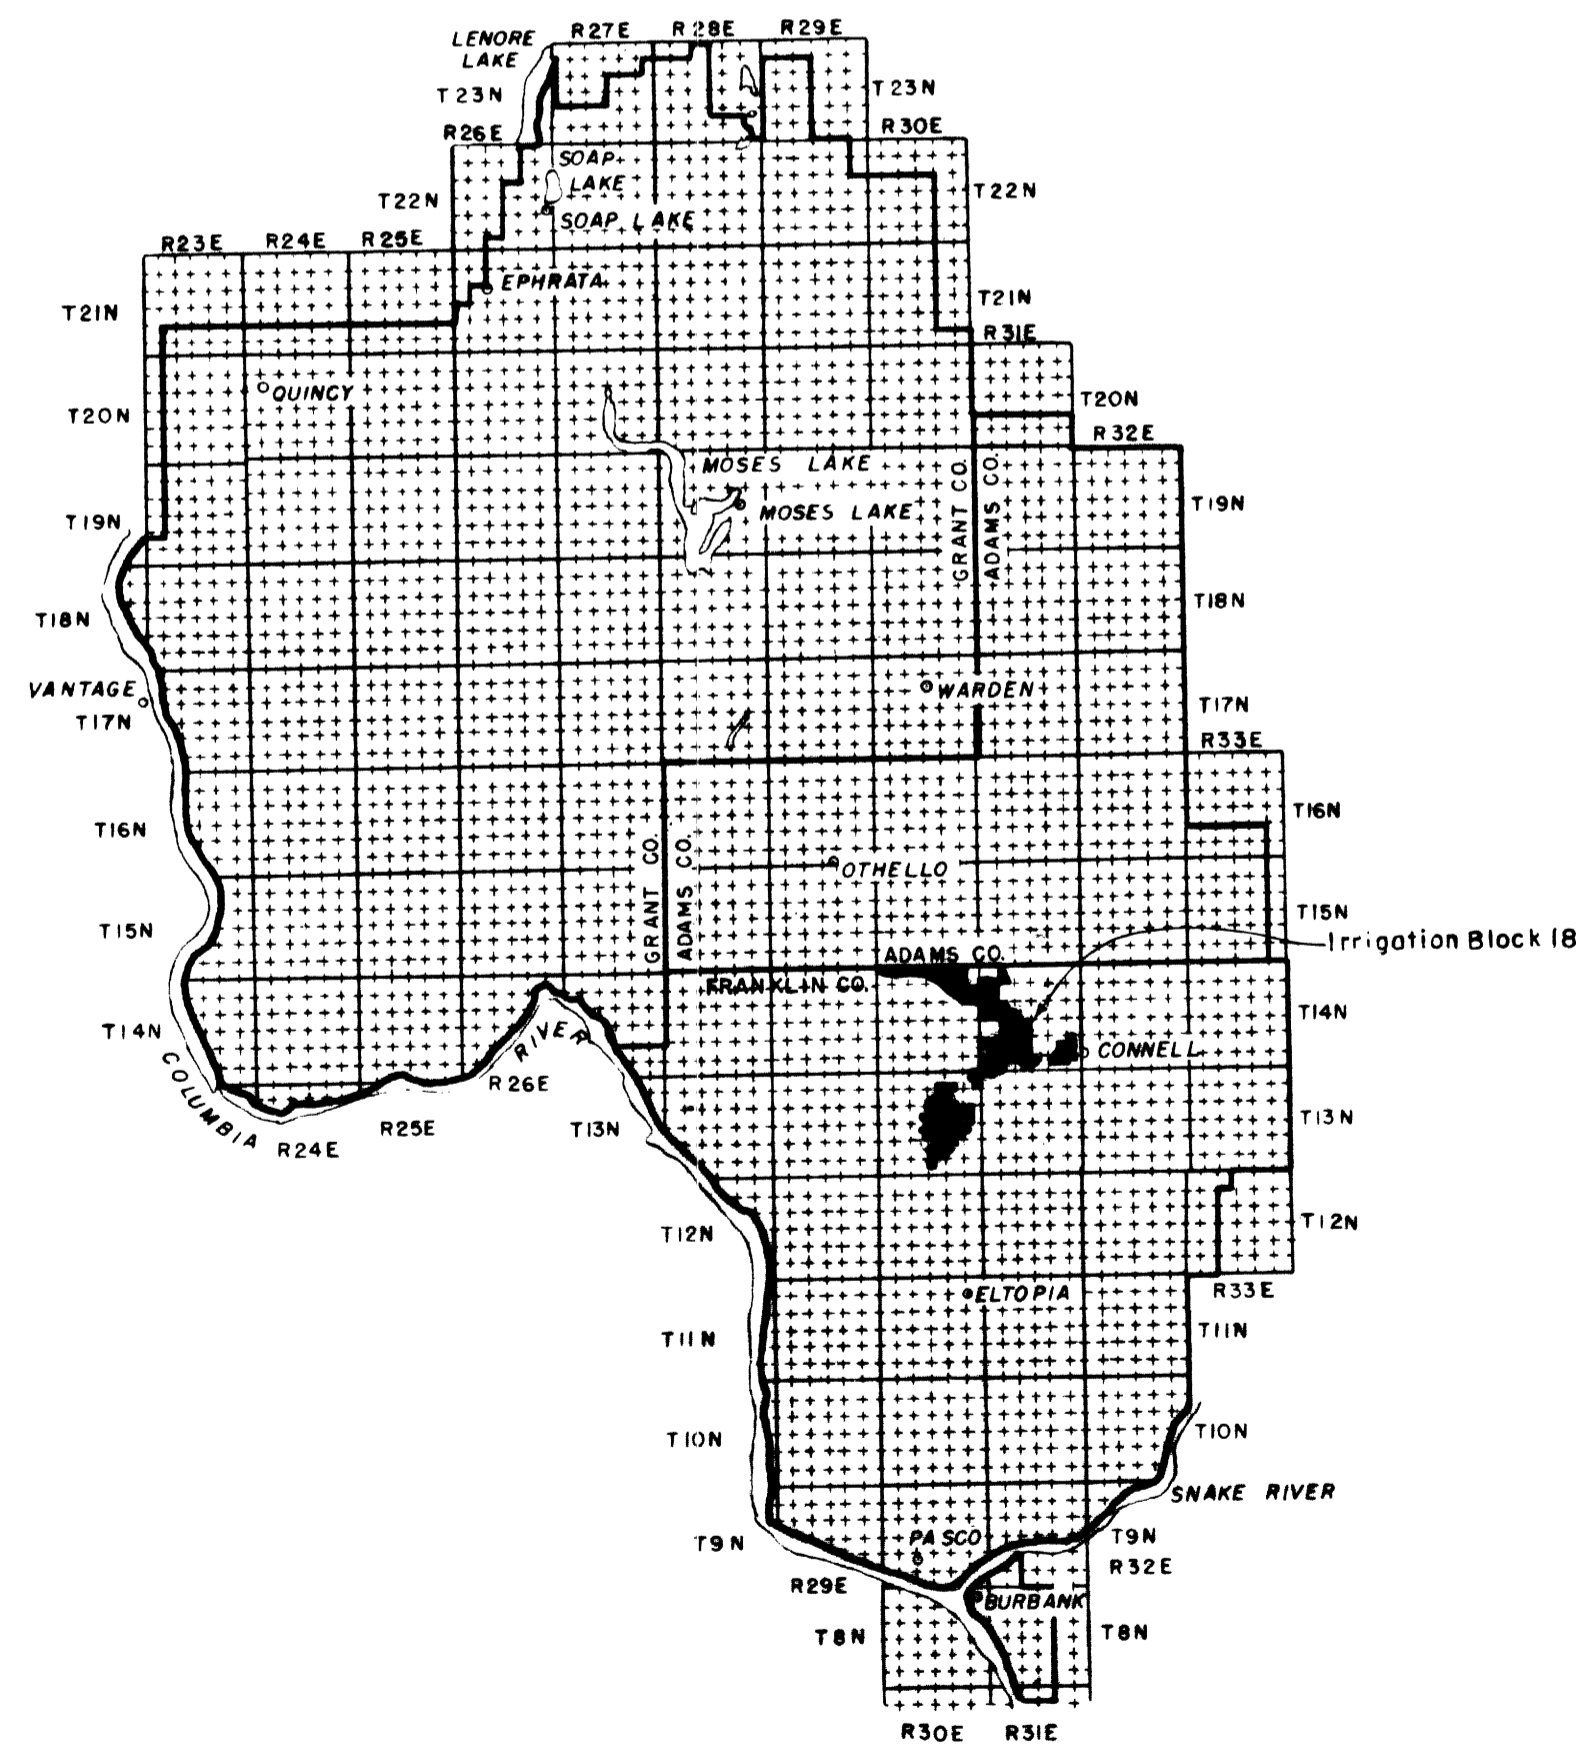 LENORE
LAKE
R27E
R28E
R29E
T23N
T23N
R26E
R30E
SOAP
LAKE
T22N
T22N
SOAP LAKE
R23E
R24E
R25E
EPHRATA
T21N
T21N
R31E
QUINCY
T20N
T20N
R32E
MOSES LAKE
MOSES LAKE
GRANT CO.
ADAMS CO.
T19N
T19N
T18N
T18N
VANTAGE
WARDEN
T17N
T17N
R33E
T16N
T16N
GRANT CO.
ADAMS CO.
OTHELLO
T15N
T15N
Irrigation Block 18
ADAMS CO.
FRANKLIN CO.
T14N
T14N
COLUMBIA
RIVER
CONNELL
R26E
R25E
R24E
T13N
T13N
T12N
T12N
ELTOPIA
R33E
T11N
T11N
T10N
T10N
SNAKE RIVER
PASCO
T9N
T9N
R32E
R29E
BURBANK
T8N
T8N
R30E
R31E